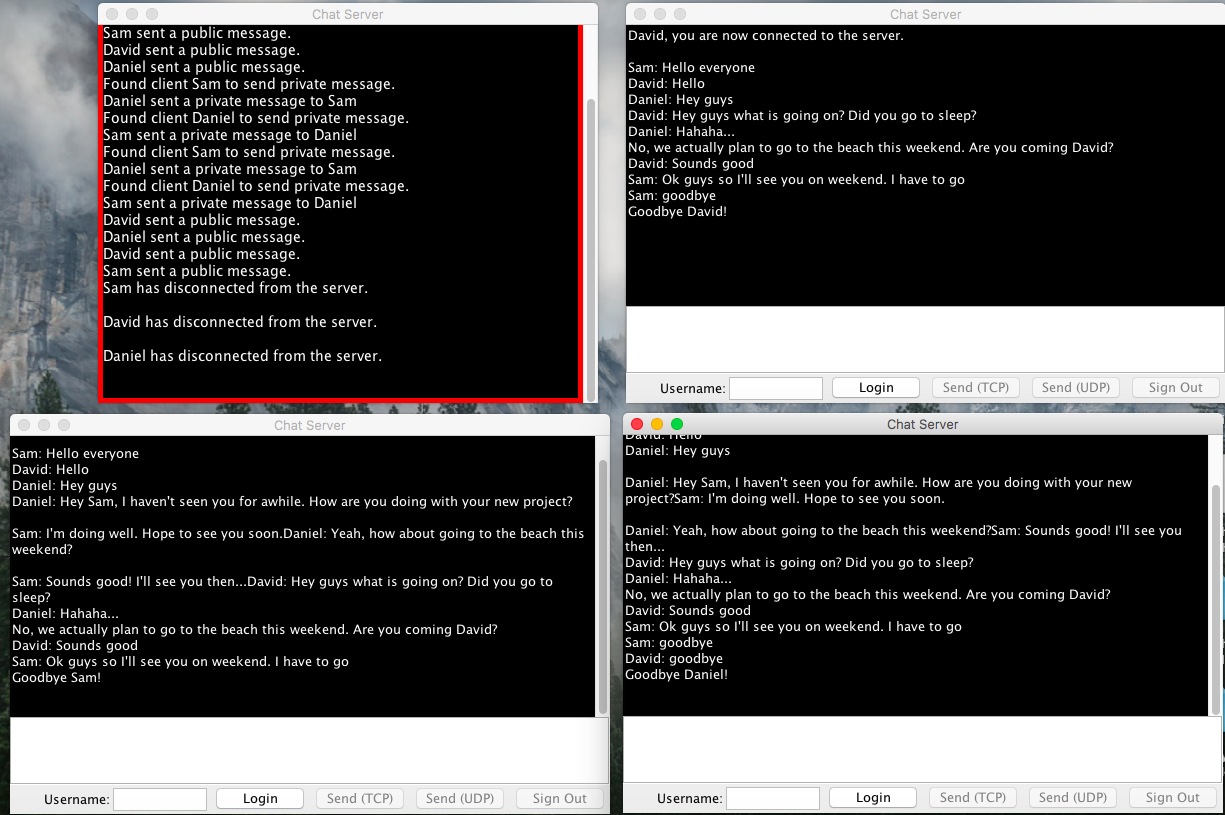 Chat Server
Sam sent a public message.
David sent a public message.
Daniel sent a public message.
Found client Sam to send private message.
Daniel sent a private message to Sam
Found client Daniel to send private message.
Sam sent a private message to Daniel
Found client Sam to send private message.
Daniel sent a private message to Sam
Found client Daniel to send private message.
Sam sent a private message to Daniel
David sent a public message.
Daniel sent a public message.
David sent a public message.
Sam sent a public message.
Sam has disconnected from the server.
David has disconnected from the server.
Daniel has disconnected from the server.
Chat Server
David, you are now connected to the server.
Sam: Hello everyone
David: Hello
Daniel: Hey guys
David: Hey guys what is going on? Did you go to sleep?
Daniel: Hahaha...
No, we actually plan to go to the beach this weekend. Are you coming David?
David: Sounds good
Sam: Ok guys so I'll see you on weekend. I have to go
Sam: goodbye
Goodbye David!
Username: Login Send (TCP) Send (UDP) Sign Out
Chat Server
Sam: Hello everyone
David: Hello
Daniel: Hey guys
Daniel: Hey Sam, I haven't seen you for awhile. How are you doing with your new project?
Sam: I'm doing well. Hope to see you soon.Daniel: Yeah, how about going to the beach this
weekend?
Sam: Sounds good! I'll see you then...David: Hey guys what is going on? Did you go to
sleep?
Daniel: Hahaha...
No, we actually plan to go to the beach this weekend. Are you coming David?
David: Sounds good
Sam: Ok guys so I'll see you on weekend. I have to go
Goodbye Sam!
Username: Login Send (TCP) Send (UDP) Sign Out
Chat Server
David: Hello
Daniel: Hey guys
Daniel: Hey Sam, I haven't seen you for awhile. How are you doing with your new
project?Sam: I'm doing well. Hope to see you soon.
Daniel: Yeah, how about going to the beach this weekend?Sam: Sounds good! I'll see you
then...
David: Hey guys what is going on? Did you go to sleep?
Daniel: Hahaha...
No, we actually plan to go to the beach this weekend. Are you coming David?
David: Sounds good
Sam: Ok guys so I'll see you on weekend. I have to go
Sam: goodbye
David: goodbye
Goodbye Daniel!
Username: Login Send (TCP) Send (UDP) Sign Out